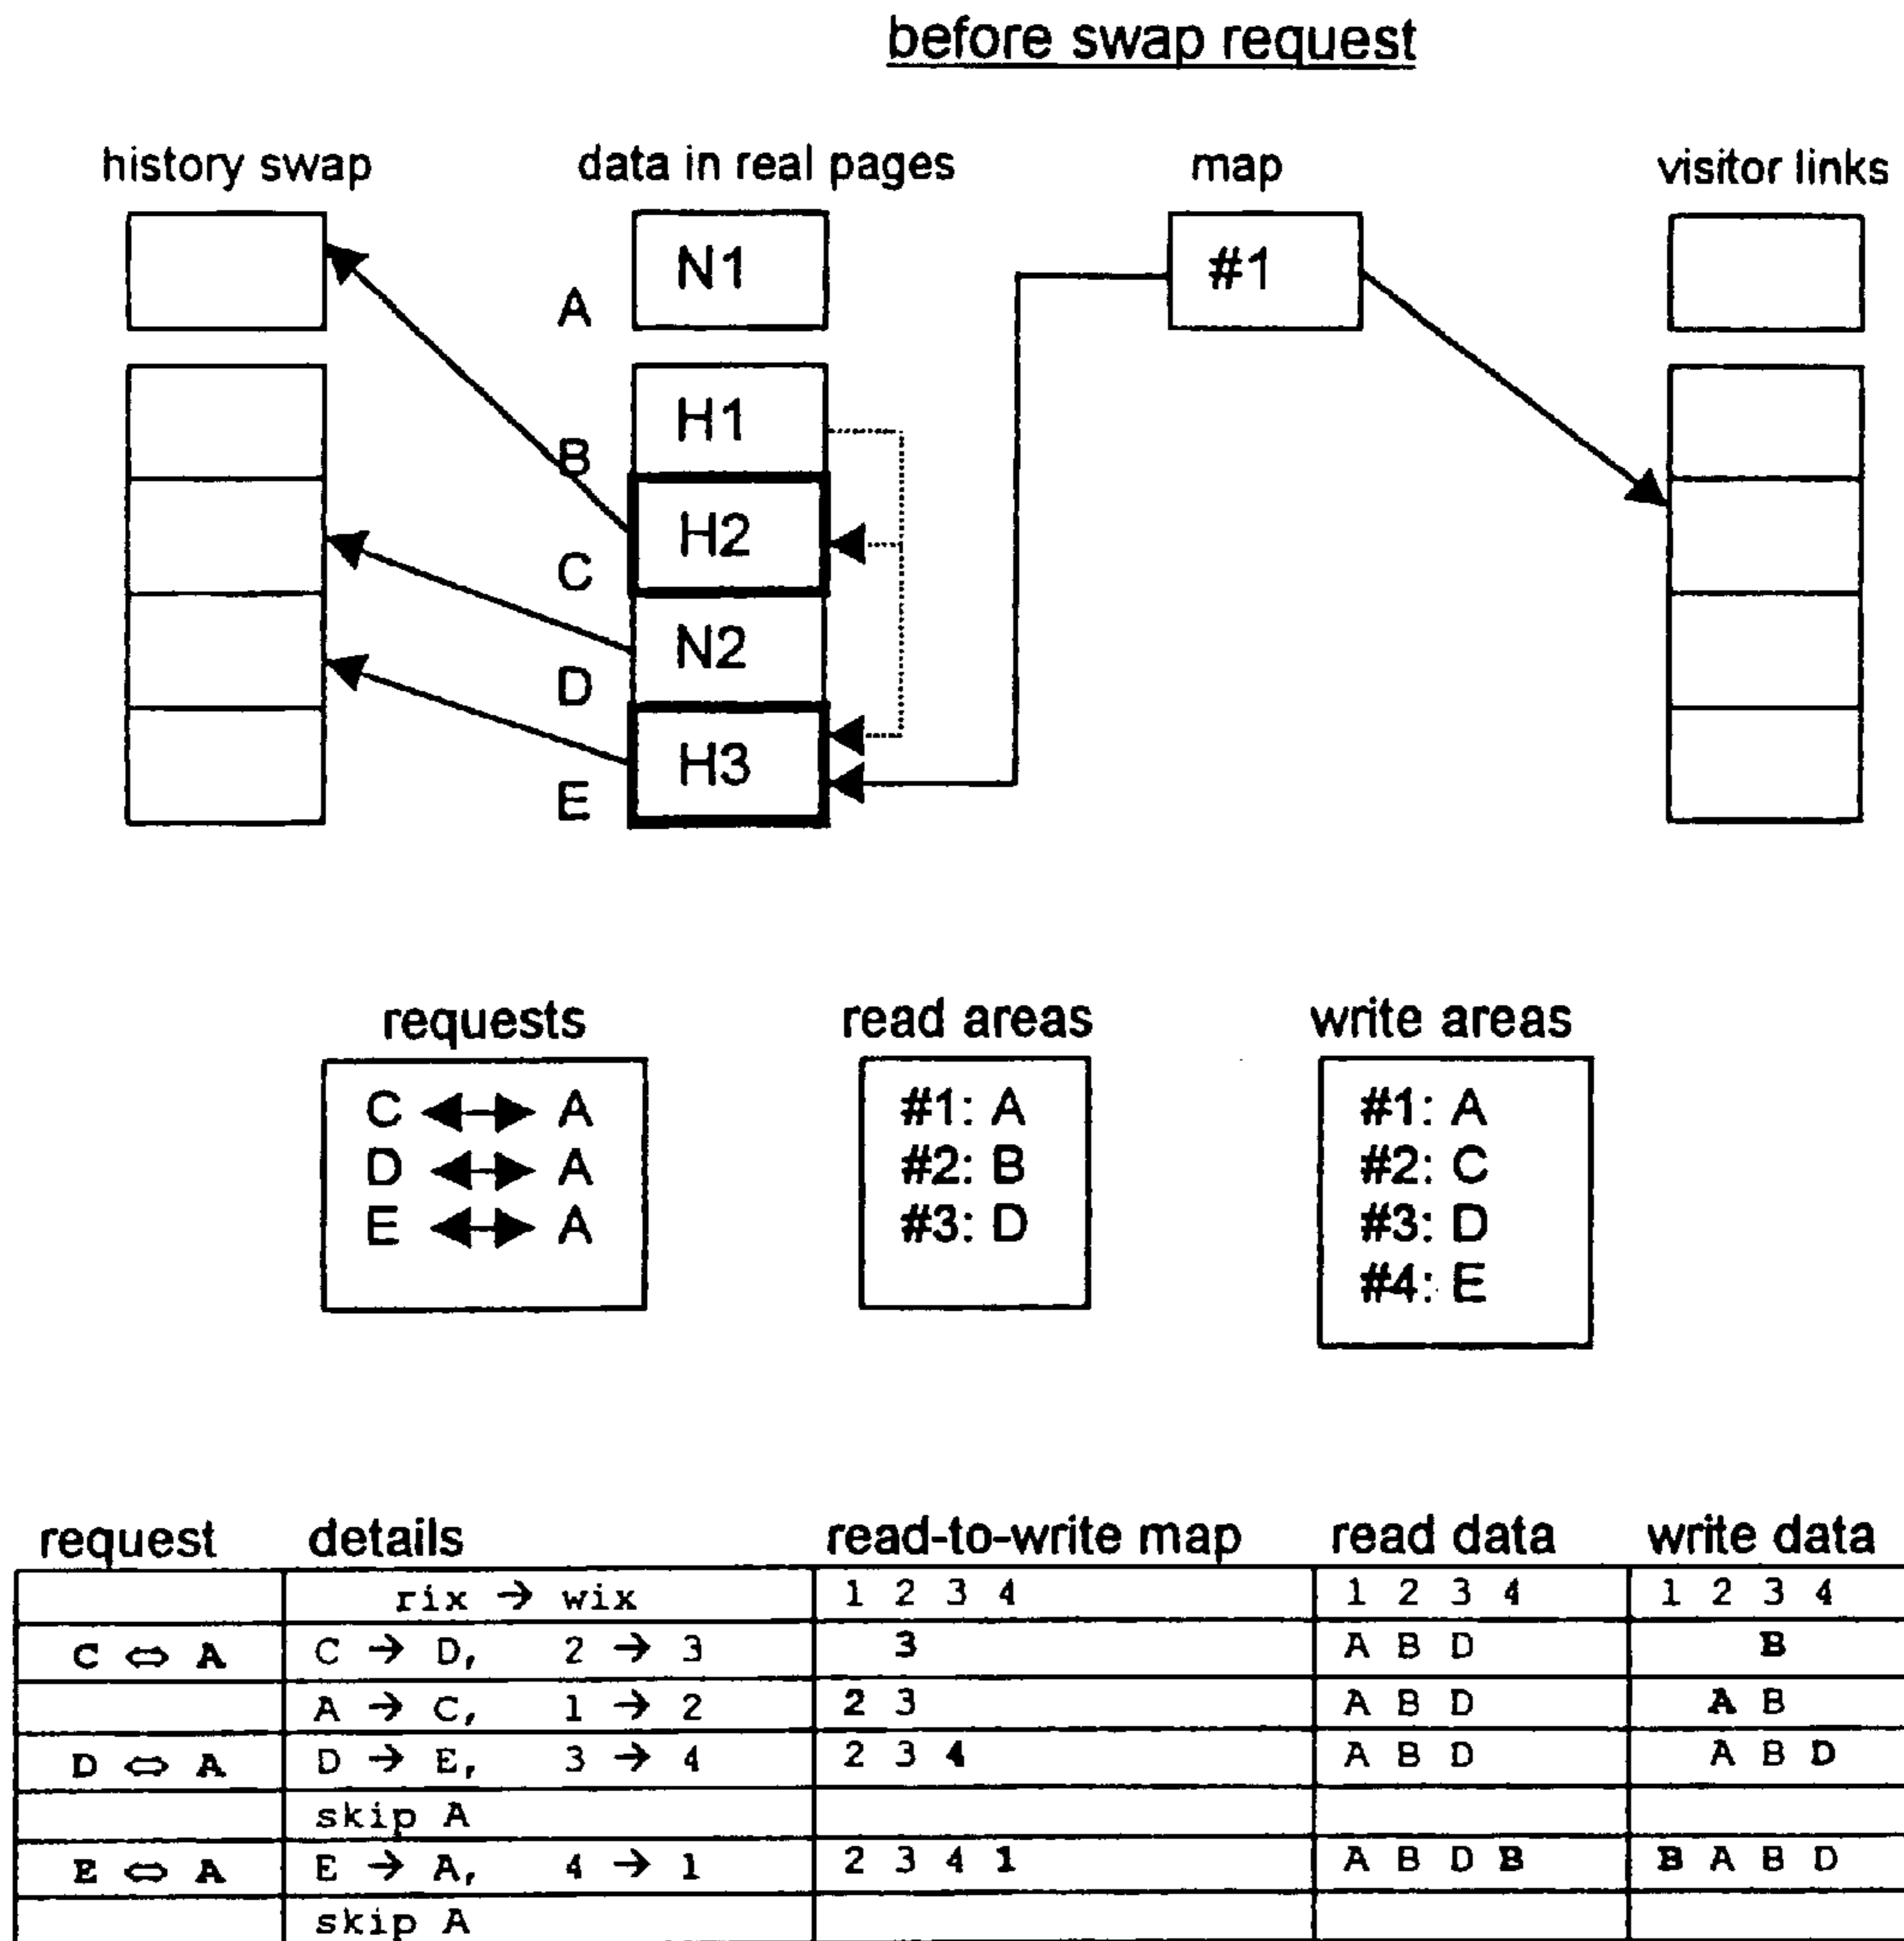 before swap request
history swap data in real pages map visitor links
N1 #1
A
H1
B
H2
C
N2
D
H3
E
requests read areas write areas
C ◄─► A #1: A #1: A
D ◄─► A #2: B #2: C
E ◄─► A #3: D #3: D
#4: E
request details read-to-write map read data write data
rix → wix 1 2 3 4 1 2 3 4 1 2 3 4
C ⇔ A C → D, 2 → 3 3 A B D B
A → C, 1 → 2 2 3 A B D A B
D ⇔ A D → E, 3 → 4 2 3 4 A B D A B D
skip A
E ⇔ A E → A, 4 → 1 2 3 4 1 A B D B B A B D
skip A